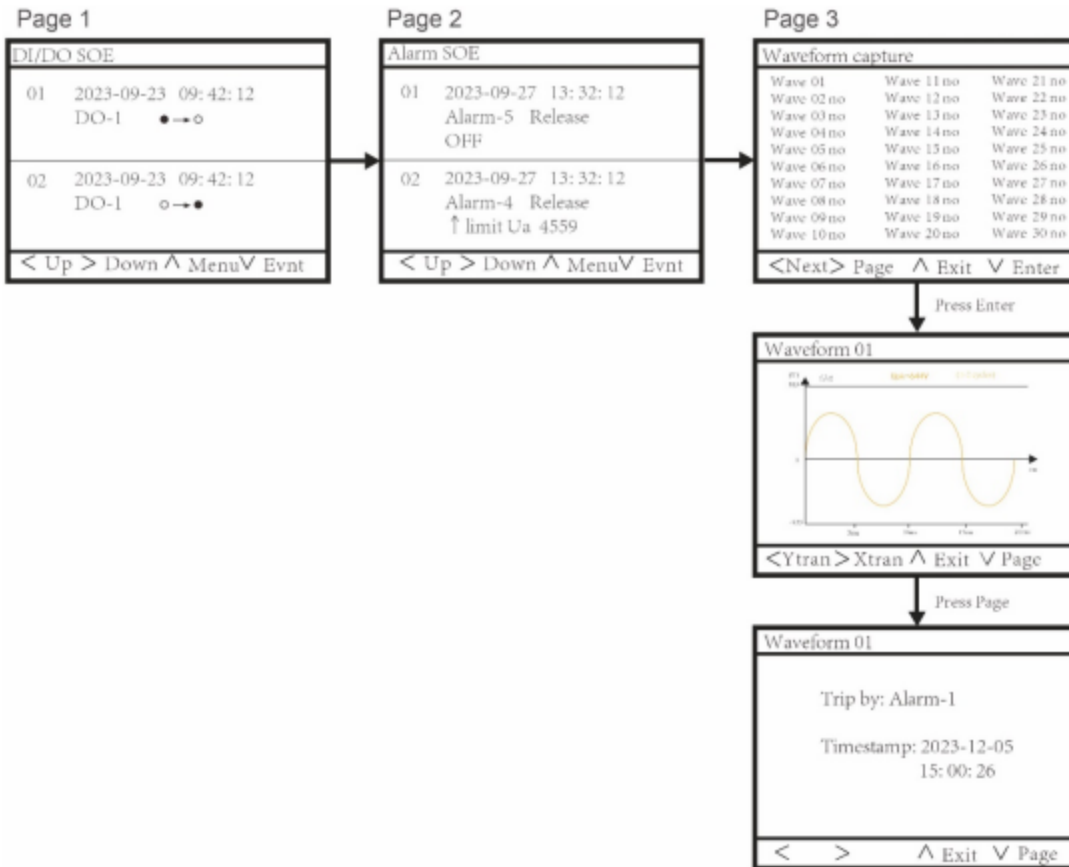 Page 1
DI/DO SOE
01 2023-09-23 09:42:12
DO-1 ●→○
02 2023-09-23 09:42:12
DO-1 ○→●
< Up > Down ∧ Menu∨ Evnt
Page 2
Alarm SOE
01 2023-09-27 13:32:12
Alarm-5 Release
OFF
02 2023-09-27 13:32:12
Alarm-4 Release
↑ limit Ua 4559
< Up > Down ∧ Menu∨ Evnt
Page 3
Waveform capture
Wave 01 Wave 11 no Wave 21 no
Wave 02 no Wave 12 no Wave 22 no
Wave 03 no Wave 13 no Wave 23 no
Wave 04 no Wave 14 no Wave 24 no
Wave 05 no Wave 15 no Wave 25 no
Wave 06 no Wave 16 no Wave 26 no
Wave 07 no Wave 17 no Wave 27 no
Wave 08 no Wave 18 no Wave 28 no
Wave 09 no Wave 19 no Wave 29 no
Wave 10 no Wave 20 no Wave 30 no
<Next> Page ∧ Exit ∨ Enter
Press Enter
Waveform 01
0
<Ytran > Xtran ∧ Exit ∨ Page
Press Page
Waveform 01
Trip by: Alarm-1
Timestamp: 2023-12-05
15: 00: 26
< > ∧ Exit ∨ Page